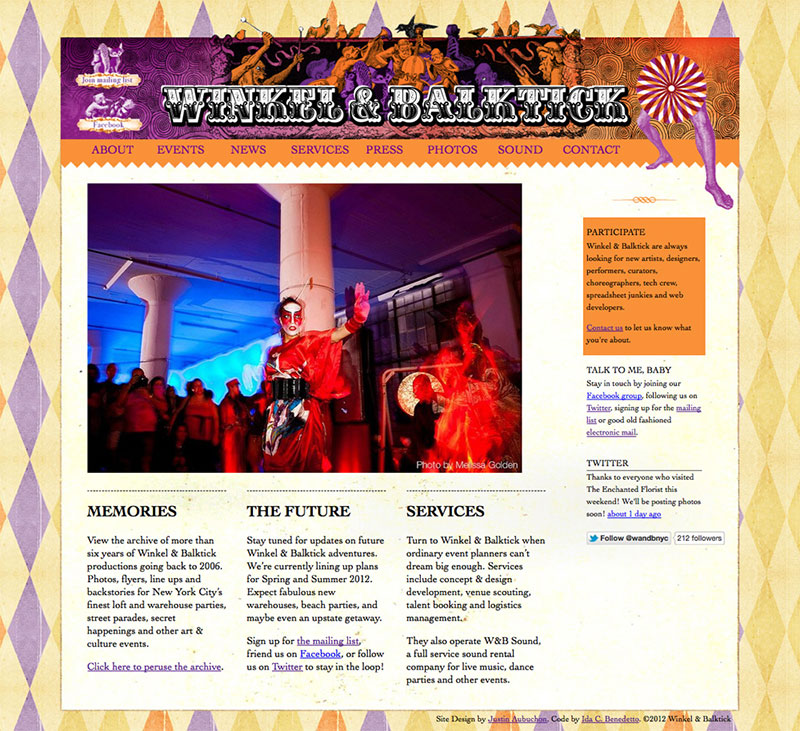 Join mailing list
Facebook
WINKEL & BALKTICK
ABOUT EVENTS NEWS SERVICES PRESS PHOTOS SOUND CONTACT
Photo by Melissa Golden
PARTICIPATE
Winkel & Balktick are always
looking for new artists, designers,
performers, curators,
choreographers, tech crew,
spreadsheet junkies and web
developers.
Contact us to let us know what
you're about.
TALK TO ME, BABY
Stay in touch by joining our
Facebook group, following us on
Twitter, signing up for the mailing
list or good old fashioned
electronic mail.
TWITTER
Thanks to everyone who visited
The Enchanted Florist this
weekend! We'll be posting photos
soon! about 1 day ago
Follow @wandbnyc 212 followers
MEMORIES
View the archive of more than
six years of Winkel & Balktick
productions going back to 2006.
Photos, flyers, line ups and
backstories for New York City's
finest loft and warehouse parties,
street parades, secret
happenings and other art &
culture events.
Click here to peruse the archive.
THE FUTURE
Stay tuned for updates on future
Winkel & Balktick adventures.
We're currently lining up plans
for Spring and Summer 2012.
Expect fabulous new
warehouses, beach parties, and
maybe even an upstate getaway.
Sign up for the mailing list,
friend us on Facebook, or follow
us on Twitter to stay in the loop!
SERVICES
Turn to Winkel & Balktick when
ordinary event planners can't
dream big enough. Services
include concept & design
development, venue scouting,
talent booking and logistics
management.
They also operate W&B Sound,
a full service sound rental
company for live music, dance
parties and other events.
Site Design by Justin Aubuchon, Code by Ida C. Benedetto. ©2012 Winkel & Balktick